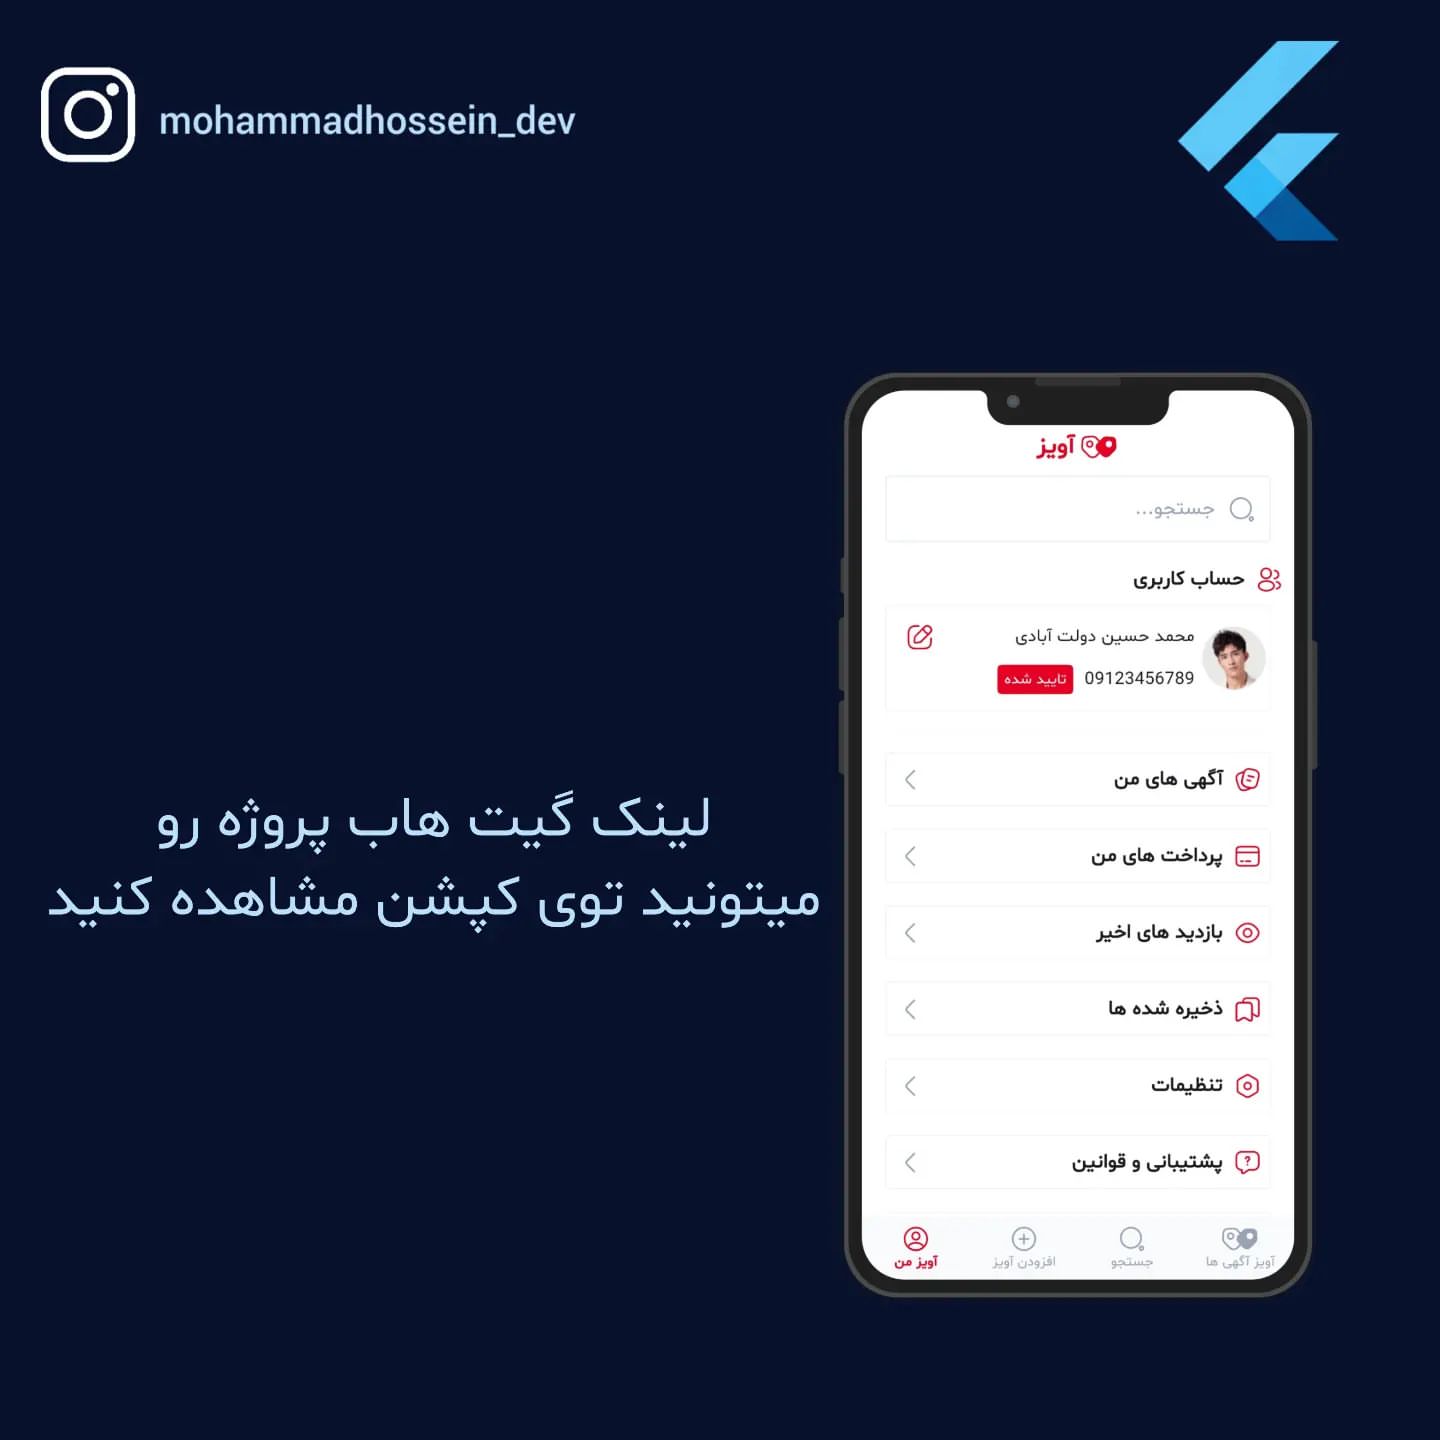 mohammadhossein_dev
لینک گیت هاب پروژه رو
میتونید توی کپشن مشاهده کنید
آویز
جستجو...
حساب کاربری
محمد حسین دولت آبادی
09123456789 تایید شده
آگهی های من
پرداخت های من
بازدید های اخیر
ذخیره شده ها
تنظیمات
پشتیبانی و قوانین
آویز آگهی ها
جستجو
افزودن آویز
آویز من